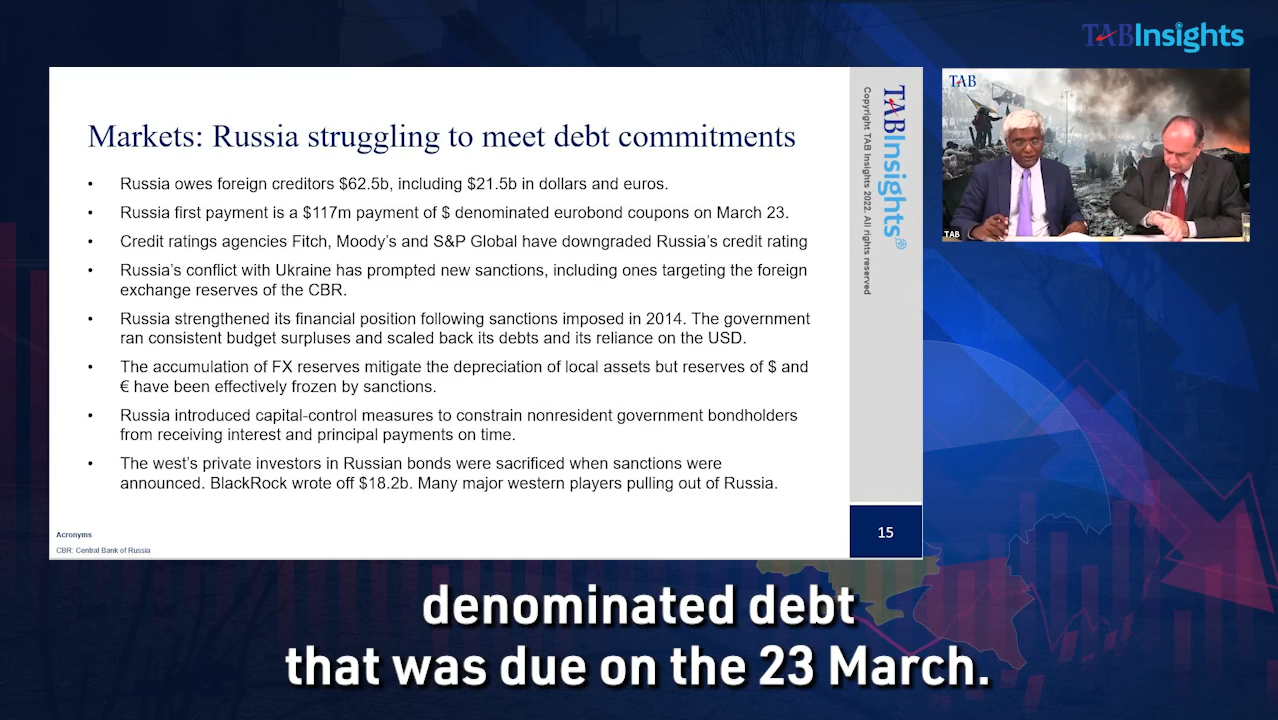 TABInsights
Markets: Russia struggling to meet debt commitments
• Russia owes foreign creditors $62.5b, including $21.5b in dollars and euros.
• Russia first payment is a $117m payment of $ denominated eurobond coupons on March 23.
• Credit ratings agencies Fitch, Moody's and S&P Global have downgraded Russia's credit rating
• Russia's conflict with Ukraine has prompted new sanctions, including ones targeting the foreign
exchange reserves of the CBR.
• Russia strengthened its financial position following sanctions imposed in 2014. The government
ran consistent budget surpluses and scaled back its debts and its reliance on the USD.
• The accumulation of FX reserves mitigate the depreciation of local assets but reserves of $ and
€ have been effectively frozen by sanctions.
• Russia introduced capital-control measures to constrain nonresident government bondholders
from receiving interest and principal payments on time.
• The west's private investors in Russian bonds were sacrificed when sanctions were
announced. BlackRock wrote off $18.2b. Many major western players pulling out of Russia.
Acronyms
CBR: Central Bank of Russia
TABInsights
Copyright TAB Insights 2022. All rights reserved
15
TAB
TAB
denominated debt
that was due on the 23 March.